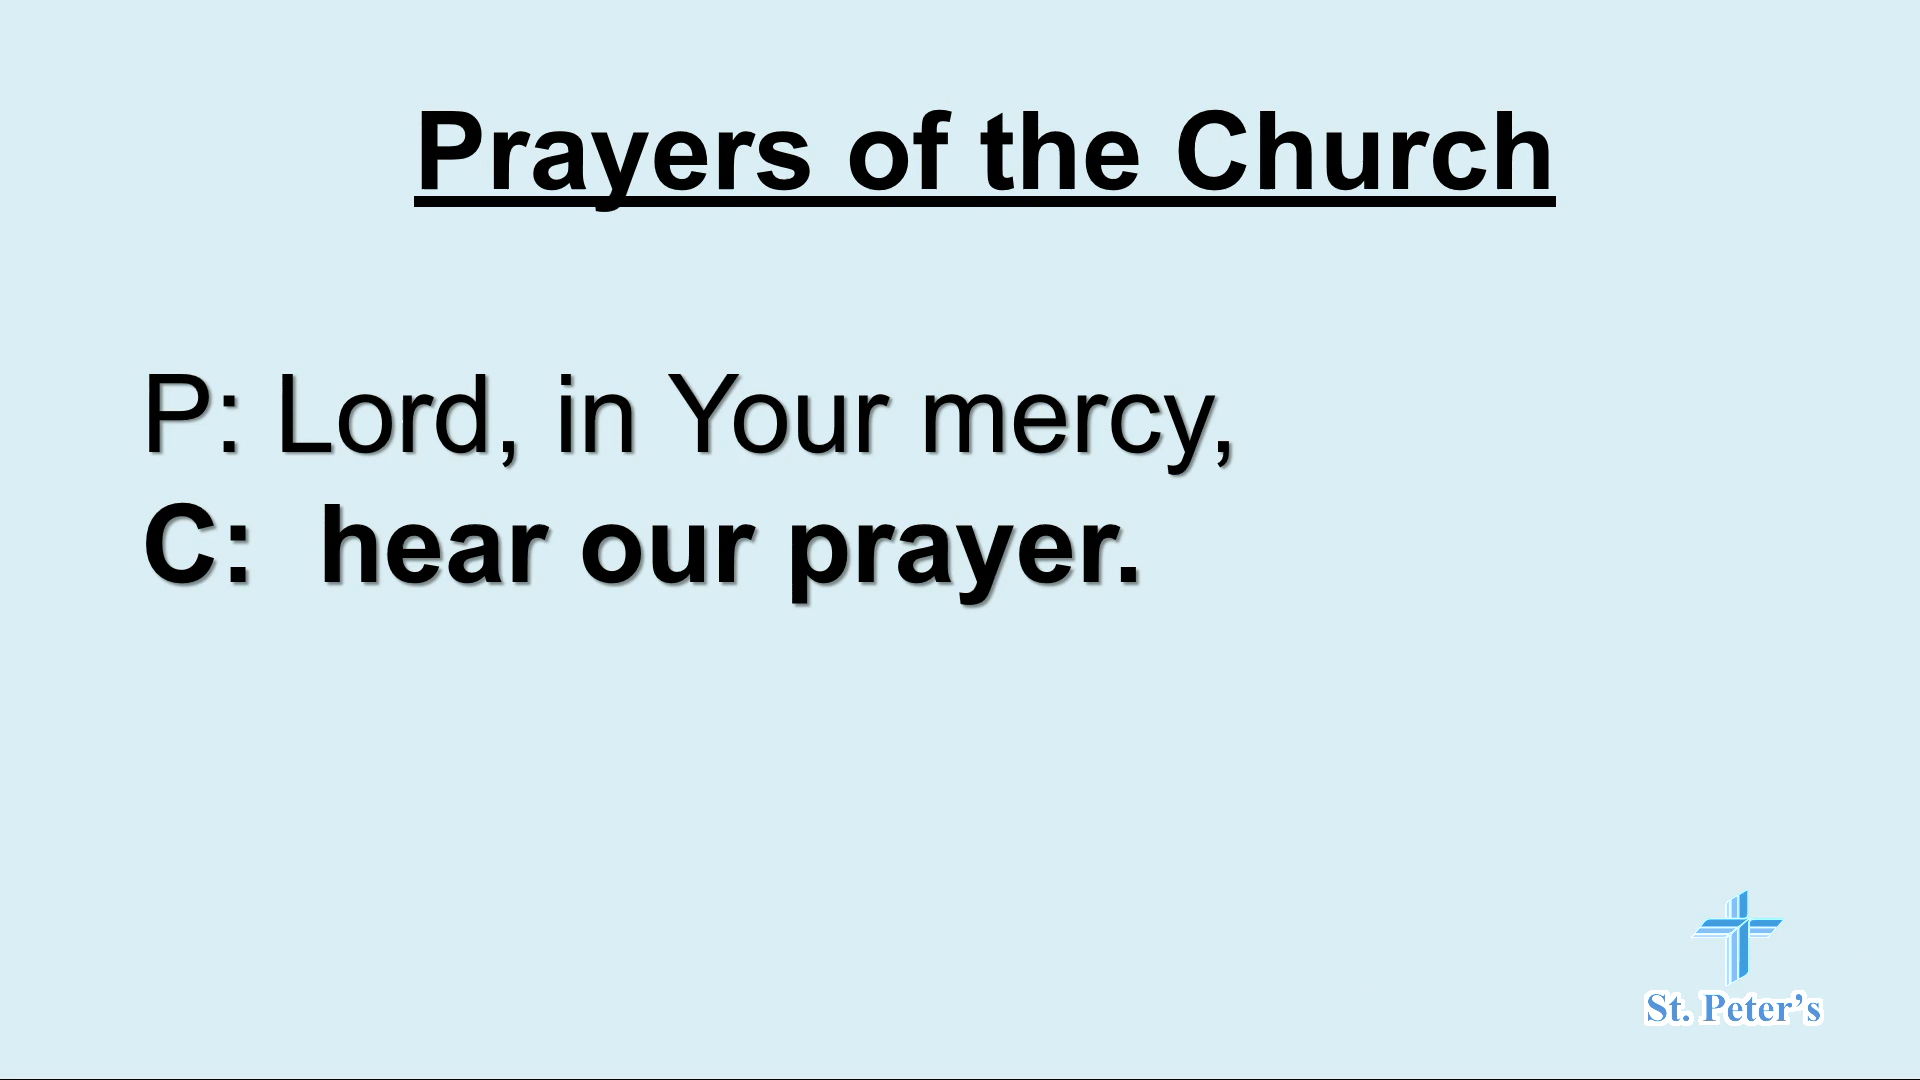 Prayers of the Church
P: Lord, in Your mercy,
C:  hear our prayer.
St. Peter’s